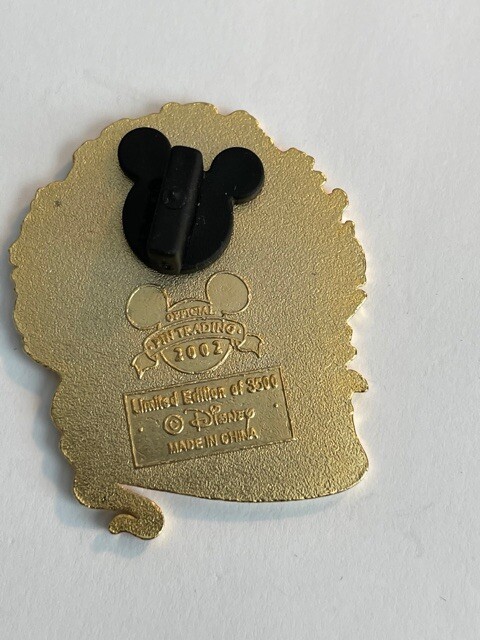 OFFICIAL
PIN TRADING
2002
Limited Edition of 3500
© Disney
MADE IN CHINA